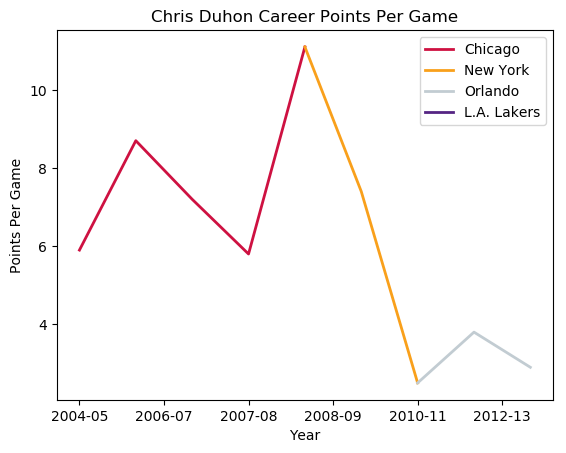 Chris Duhon Career Points Per Game
Chicago
New York
Orlando
L.A. Lakers
10
8
6
4
Points Per Game
2004-05 2006-07 2007-08 2008-09 2010-11 2012-13
Year